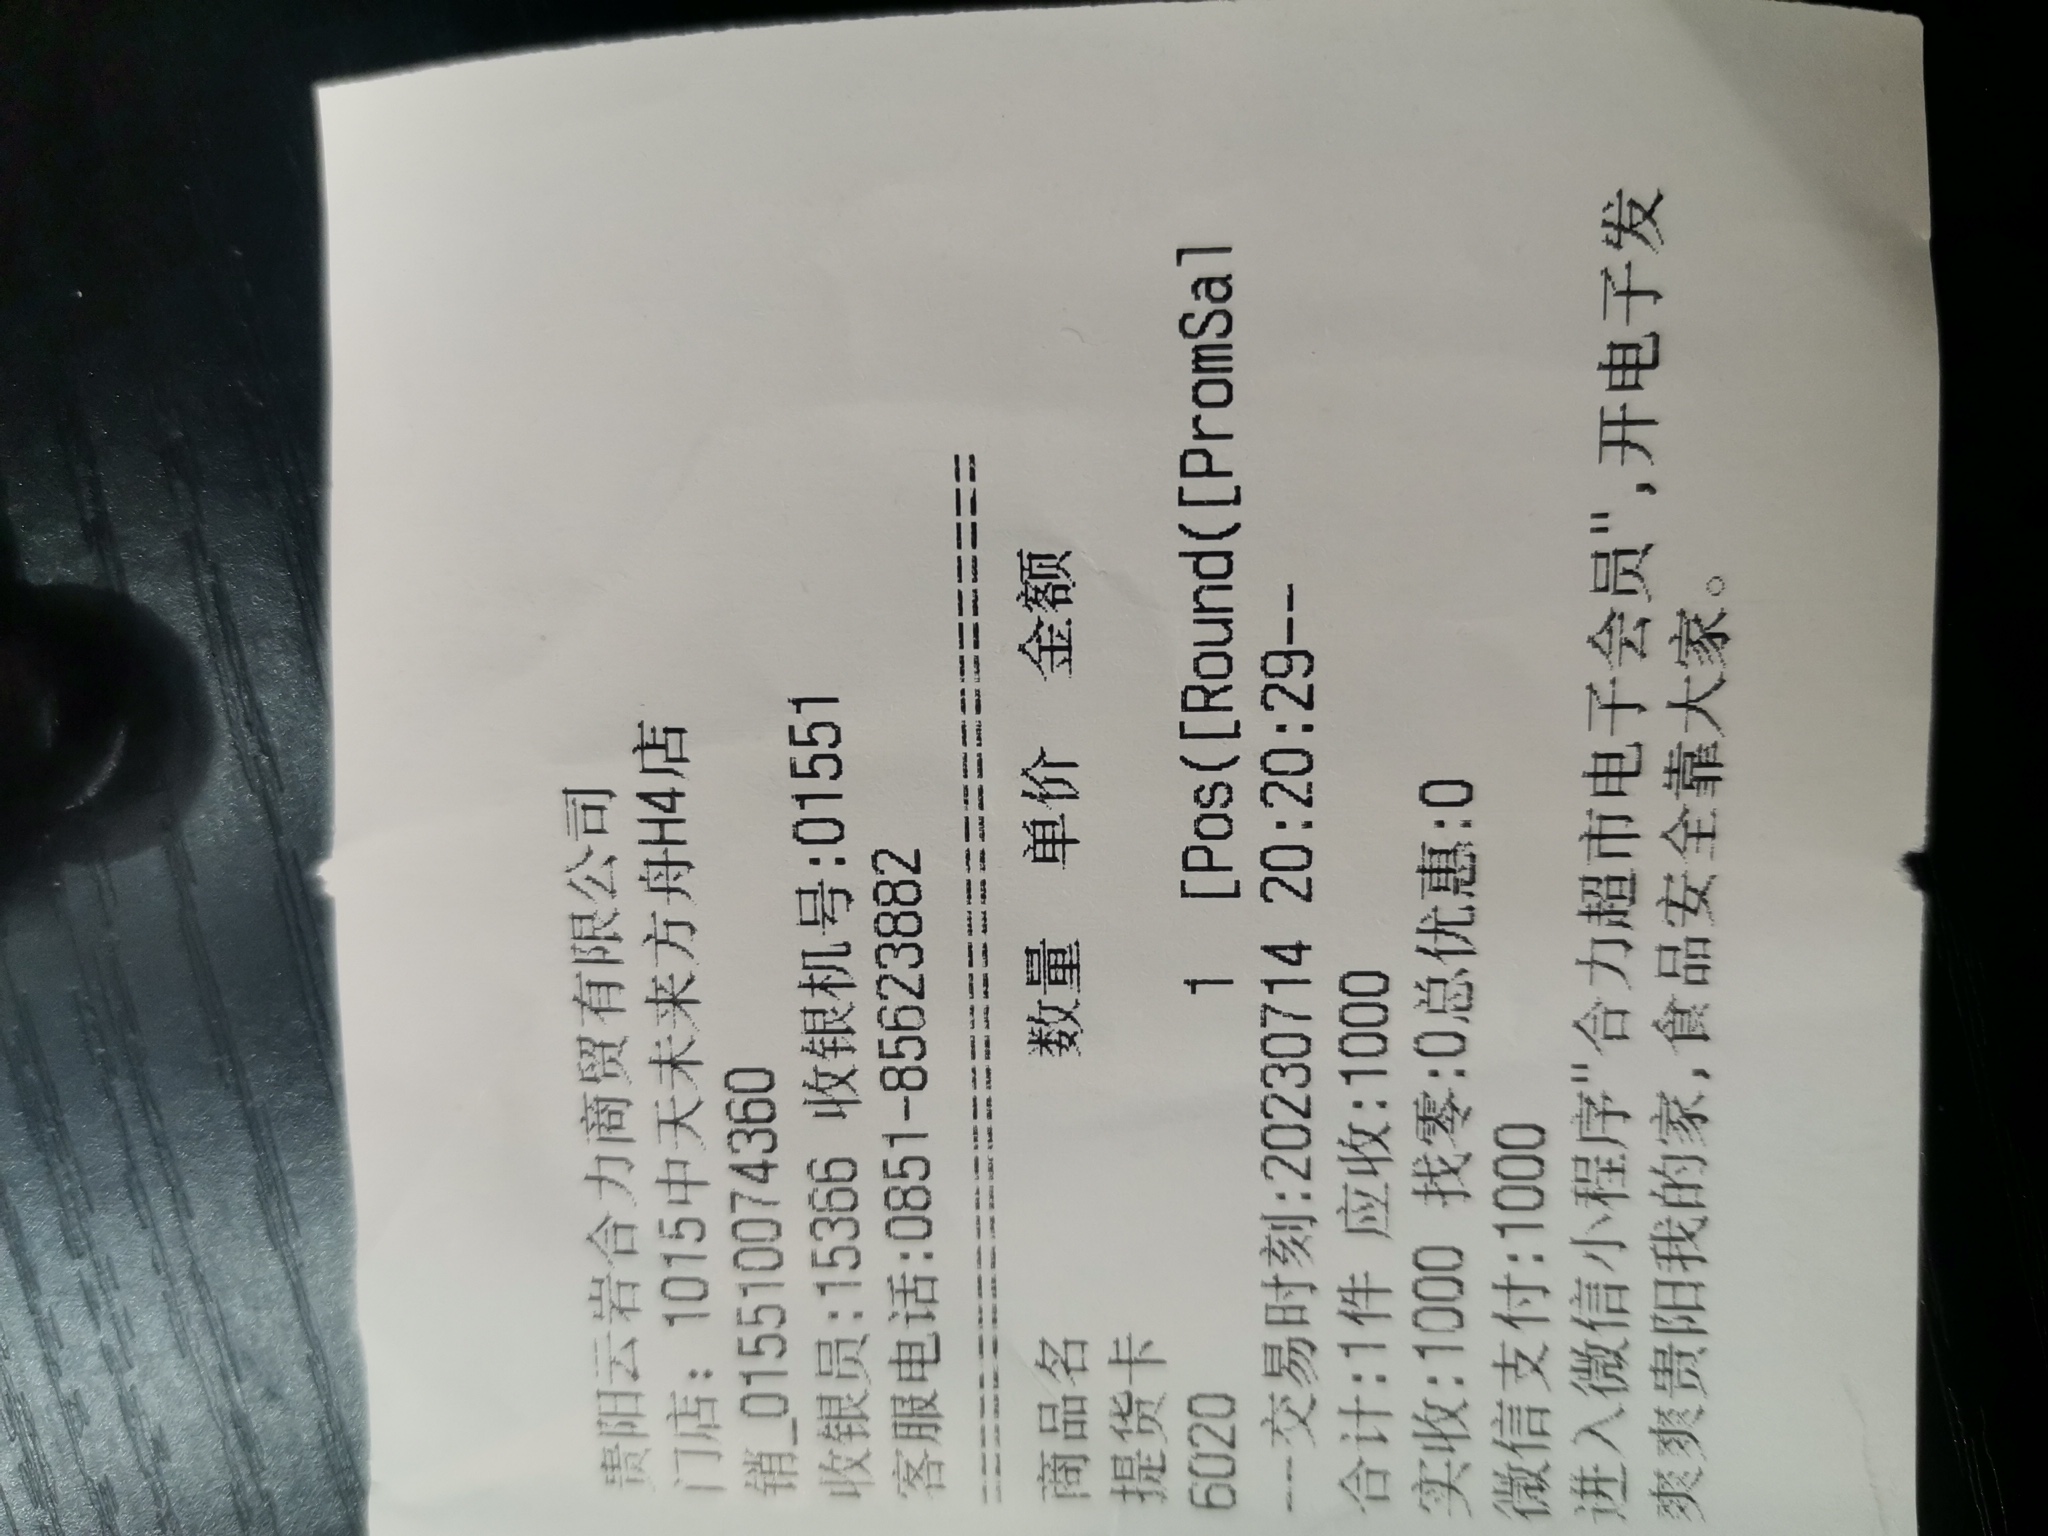 贵阳云岩合力商贸有限公司
门店: 1015中天未来方舟H4店
销_0155100743​60
收银员:15366 收银机号:01551
客服电话:0851-85623882
==================================
商品名 数量 单价 金额
提货卡
6020 1 [Pos([Round([PromSal
--交易时刻:20230714 20:20:29--
合计:1件 应收:1000
实收:1000 找零:0总优惠:0
微信支付:1000
进入微信小程序"合力超市电子会员",开电子发
爽爽贵阳我的家,食品安全靠大家。